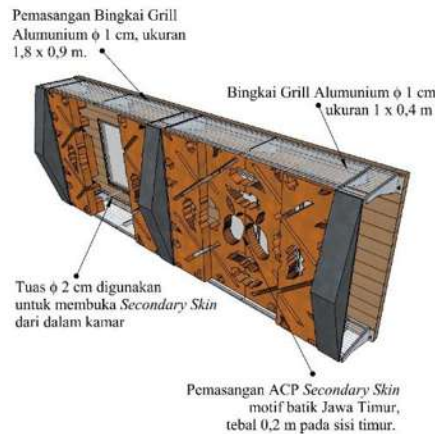 Pemasangan Bingkai Grill
Alumunium ϕ 1 cm, ukuran
1,8 x 0,9 m.
Bingkai Grill Alumunium ϕ 1 cm
ukuran 1 x 0,4 m
Tuas ϕ 2 cm digunakan
untuk membuka Secondary Skin
dari dalam kamar
Pemasangan ACP Secondary Skin
motif batik Jawa Timur,
tebal 0,2 m pada sisi timur.